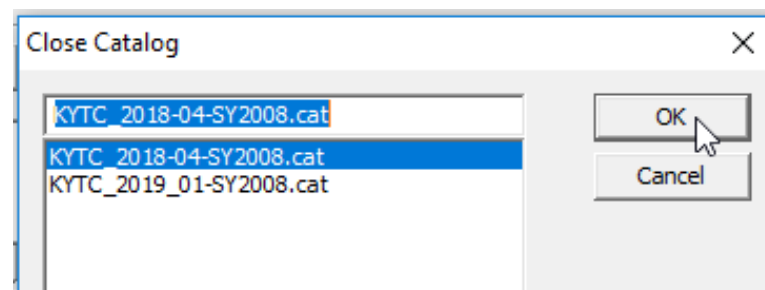 Close Catalog
KYTC_2018-04-SY2008.cat
OK
KYTC_2018-04-SY2008.cat
KYTC_2019_01-SY2008.cat
Cancel